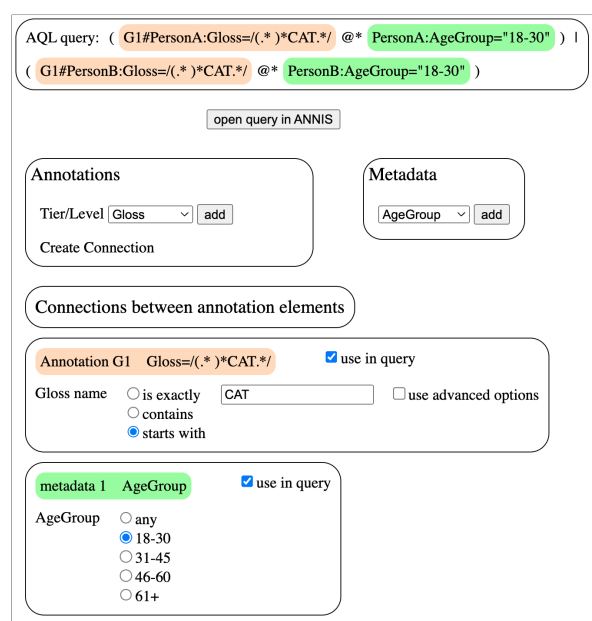 AQL query: ( G1#PersonA:Gloss=/(.* )*CAT.*/ @* PersonA:AgeGroup="18-30" ) |
( G1#PersonB:Gloss=/(.* )*CAT.*/ @* PersonB:AgeGroup="18-30" )
open query in ANNIS
Annotations
Tier/Level Gloss add
Create Connection
Metadata
AgeGroup add
Connections between annotation elements
Annotation G1 Gloss=/(.* )*CAT.*/ use in query
Gloss name is exactly CAT use advanced options
contains
starts with
metadata 1 AgeGroup use in query
AgeGroup any
18-30
31-45
46-60
61+